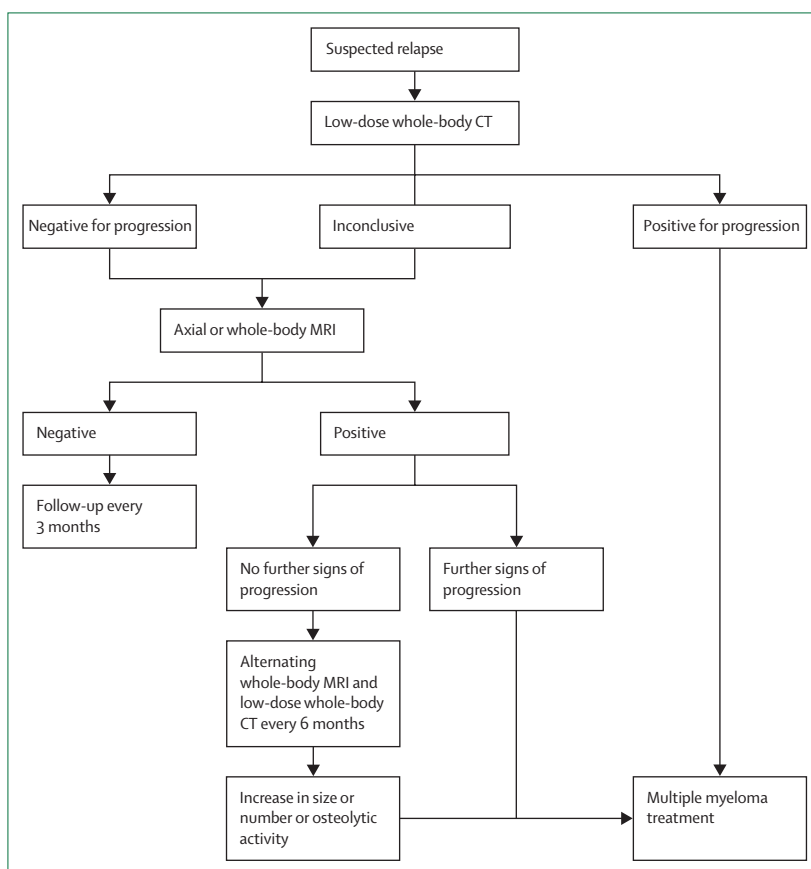 Suspected relapse
Low-dose whole-body CT
Negative for progression
Inconclusive
Positive for progression
Axial or whole-body MRI
Negative
Positive
Follow-up every
3 months
No further signs of
progression
Further signs of
progression
Alternating
whole-body MRI and
low-dose whole-body
CT every 6 months
Increase in size or
number or osteolytic
activity
Multiple myeloma
treatment